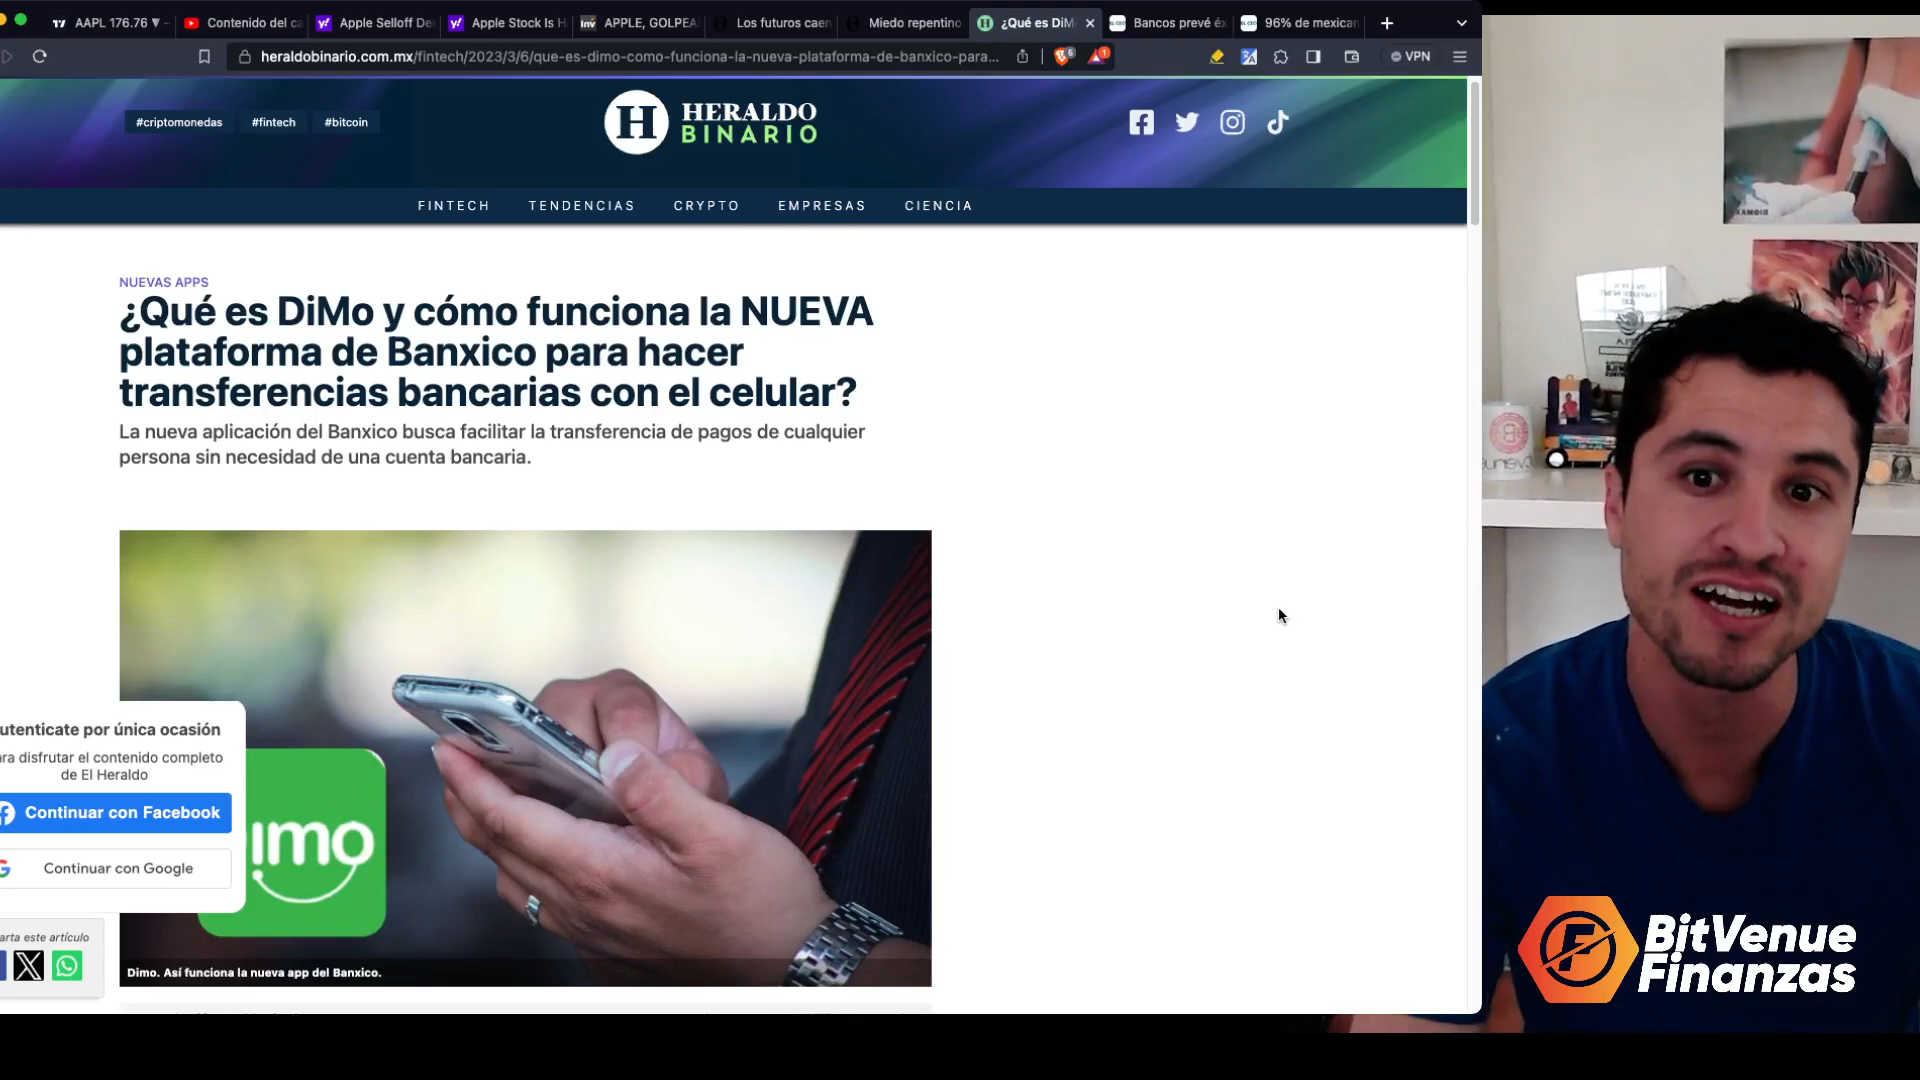 AAPL 176.76 ▼
Contenido del ca
Apple Selloff De
Apple Stock Is H
APPLE, GOLPEA
Los futuros caen
Miedo repentino
¿Qué es DiM
Bancos prevé éx
96% de mexican
heraldobinario.com.mx/fintech/2023/3/6/que-es-dimo-como-funciona-la-nueva-plataforma-de-banxico-para...
6
1
VPN
#criptomonedas
#fintech
#bitcoin
H
HERALDO
BINARIO
FINTECH
TENDENCIAS
CRYPTO
EMPRESAS
CIENCIA
NUEVAS APPS
¿Qué es DiMo y cómo funciona la NUEVA
plataforma de Banxico para hacer
transferencias bancarias con el celular?
La nueva aplicación del Banxico busca facilitar la transferencia de pagos de cualquier
persona sin necesidad de una cuenta bancaria.
utenticate por única ocasión
ra disfrutar el contenido completo
de El Heraldo
Continuar con Facebook
Continuar con Google
imo
arta este artículo
Dimo. Así funciona la nueva app del Banxico.
BitVenue
Finanzas